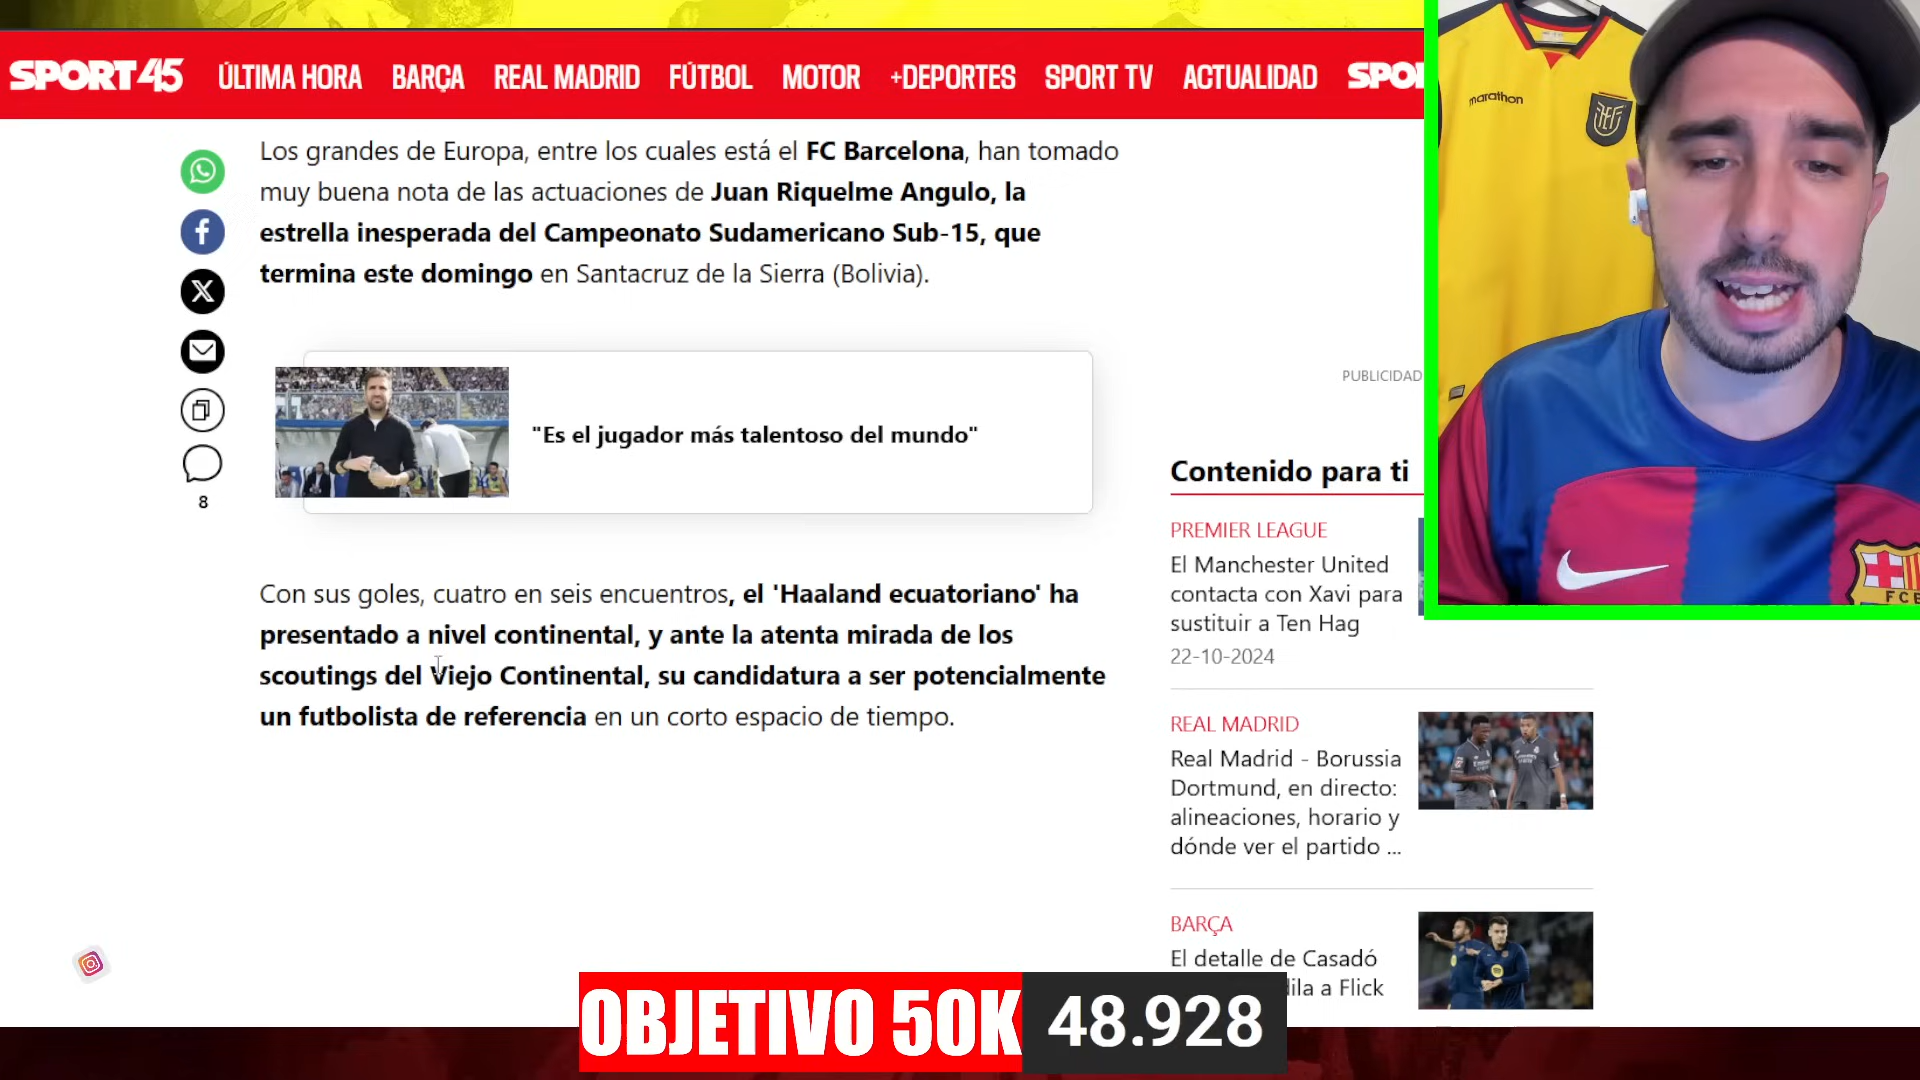 SPORT 45
ÚLTIMA HORA BARÇA REAL MADRID FÚTBOL MOTOR +DEPORTES SPORT TV ACTUALIDAD SPO
Los grandes de Europa, entre los cuales está el FC Barcelona, han tomado
muy buena nota de las actuaciones de Juan Riquelme Angulo, la
estrella inesperada del Campeonato Sudamericano Sub-15, que
termina este domingo en Santacruz de la Sierra (Bolivia).
"Es el jugador más talentoso del mundo"
8
Con sus goles, cuatro en seis encuentros, el 'Haaland ecuatoriano' ha
presentado a nivel continental, y ante la atenta mirada de los
scoutings del Viejo Continental, su candidatura a ser potencialmente
un futbolista de referencia en un corto espacio de tiempo.
PUBLICIDAD
Contenido para ti
PREMIER LEAGUE
El Manchester United
contacta con Xavi para
sustituir a Ten Hag
22-10-2024
REAL MADRID
Real Madrid - Borussia
Dortmund, en directo:
alineaciones, horario y
dónde ver el partido ...
BARÇA
El detalle de Casadó
dila a Flick
marathon
FEF
FCB
OBJETIVO 50K 48.928